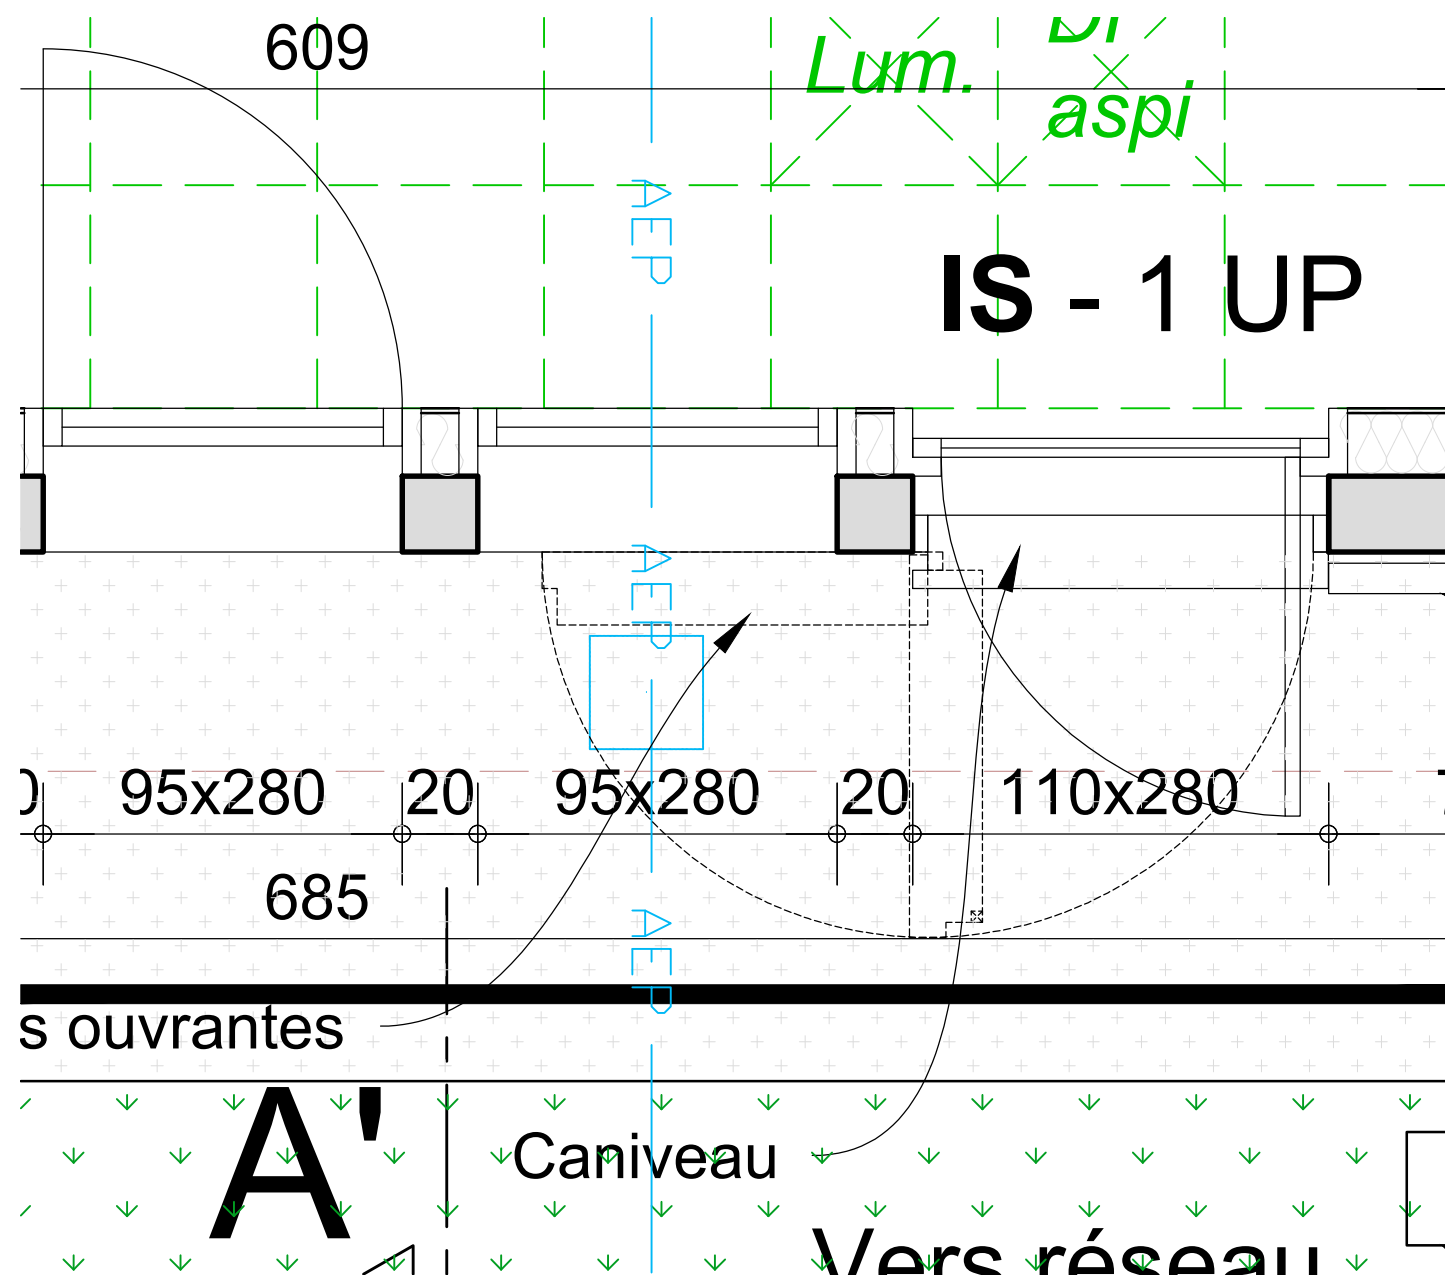 609
Lum.
DI
aspi
AEP
IS - 1 UP
AEP
95x280 20 95x280 20 110x280
685
AEP
s ouvrantes
A'
Caniveau
Vers réseau